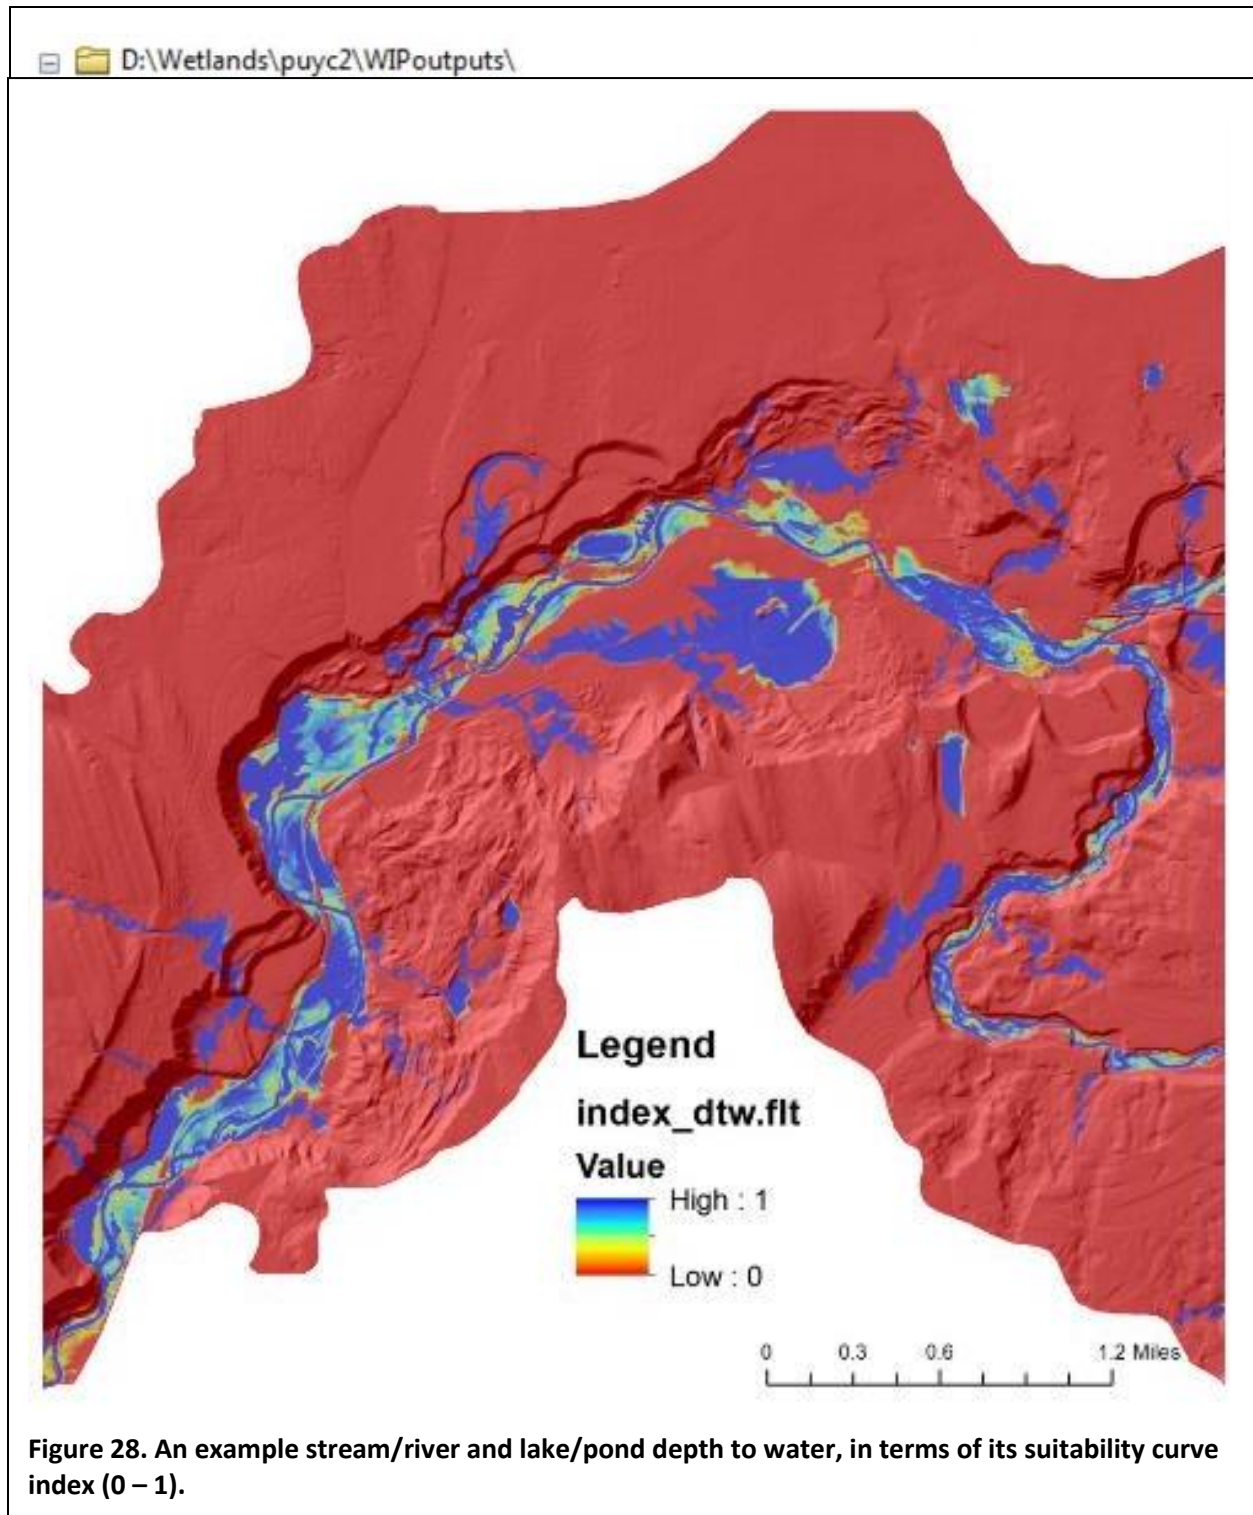 D:\Wetlands\puyc2\WIPoutputs\
Legend
index_dtw.flt
Value
High : 1
Low : 0
0 0.3 0.6 1.2 Miles
Figure 28. An example stream/river and lake/pond depth to water, in terms of its suitability curve
index (0 – 1).